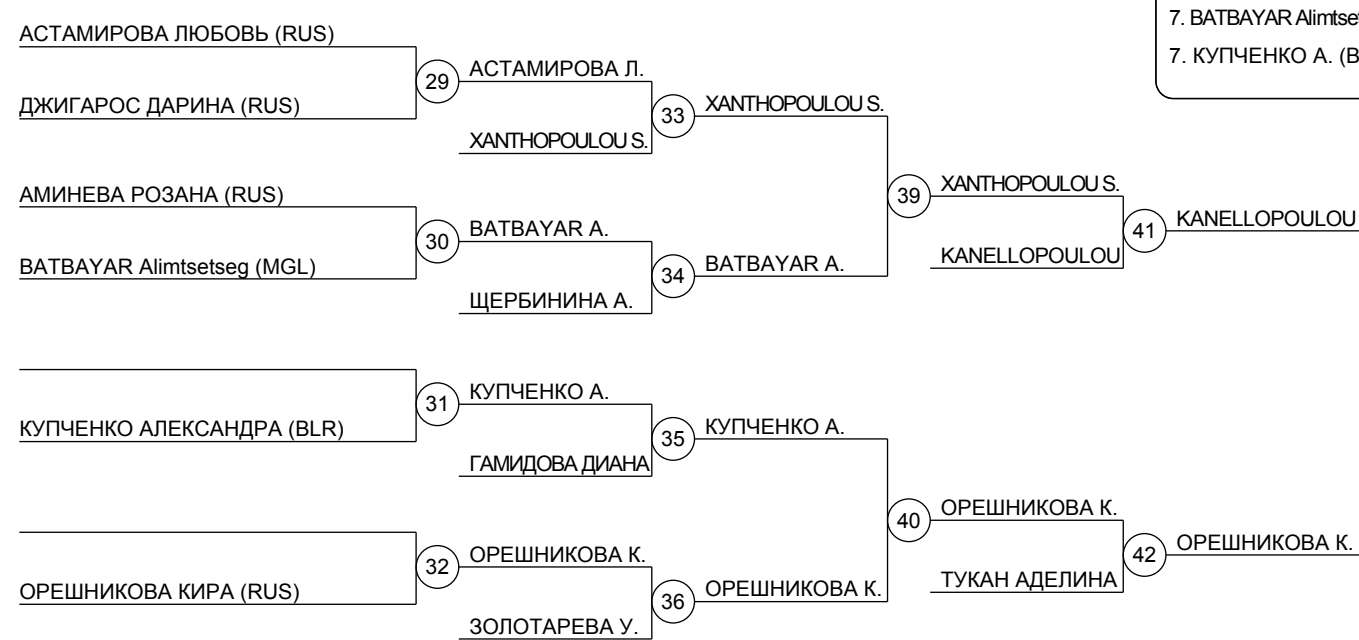 7. BATBAYAR Alimtset
7. КУПЧЕНКО А. (B
АСТАМИРОВА ЛЮБОВЬ (RUS)
29
АСТАМИРОВА Л.
ДЖИГАРОС ДАРИНА (RUS)
33
XANTHOPOULOU S.
XANTHOPOULOU S.
АМИНЕВА РОЗАНА (RUS)
39
XANTHOPOULOU S.
30
BATBAYAR A.
41
KANELLOPOULOU
BATBAYAR Alimtsetseg (MGL)
34
BATBAYAR A.
KANELLOPOULOU
ЩЕРБИНИНА А.
31
КУПЧЕНКО А.
КУПЧЕНКО АЛЕКСАНДРА (BLR)
35
КУПЧЕНКО А.
ГАМИДОВА ДИАНА
40
ОРЕШНИКОВА К.
32
ОРЕШНИКОВА К.
42
ОРЕШНИКОВА К.
ОРЕШНИКОВА КИРА (RUS)
36
ОРЕШНИКОВА К.
ТУКАН АДЕЛИНА
ЗОЛОТАРЕВА У.